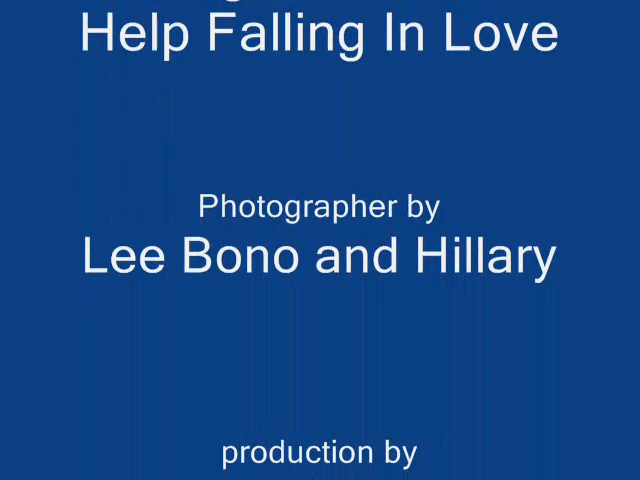 Help Falling In Love
Photographer by
Lee Bono and Hillary
production by